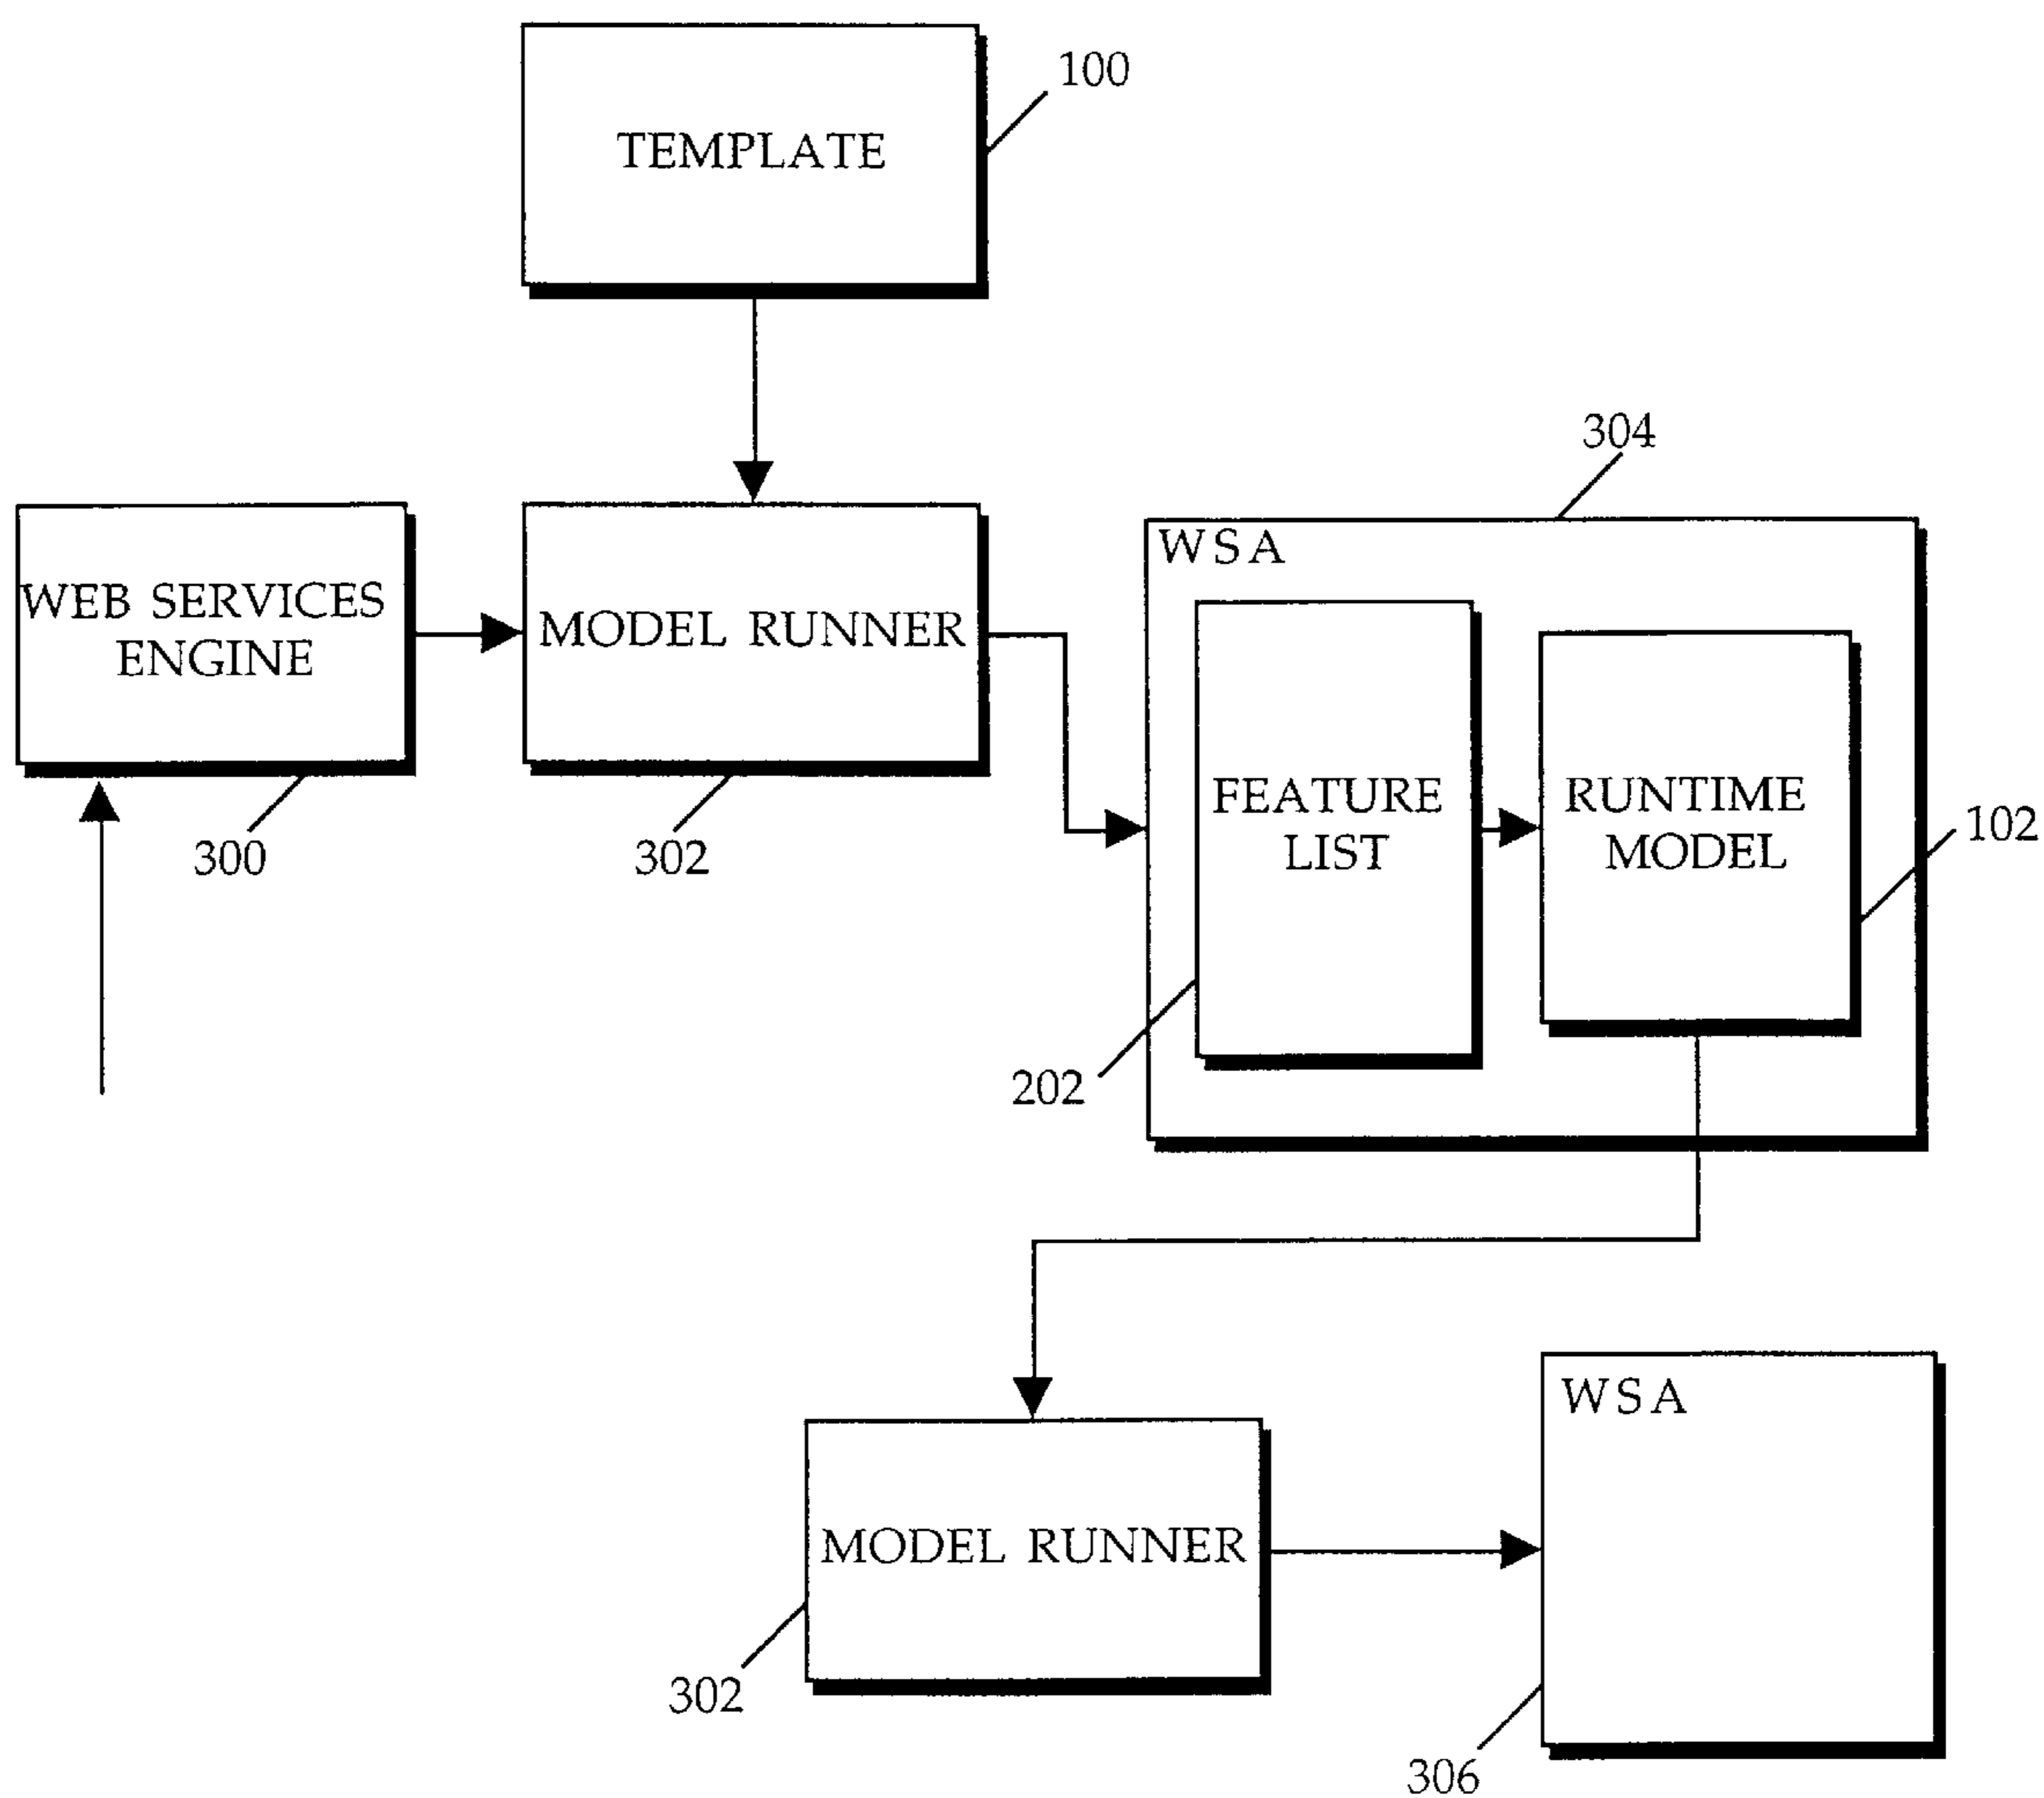 100
TEMPLATE
304
WSA
WEB SERVICES
ENGINE
MODEL RUNNER
FEATURE
LIST
RUNTIME
MODEL
102
300
302
202
WSA
MODEL RUNNER
302
306